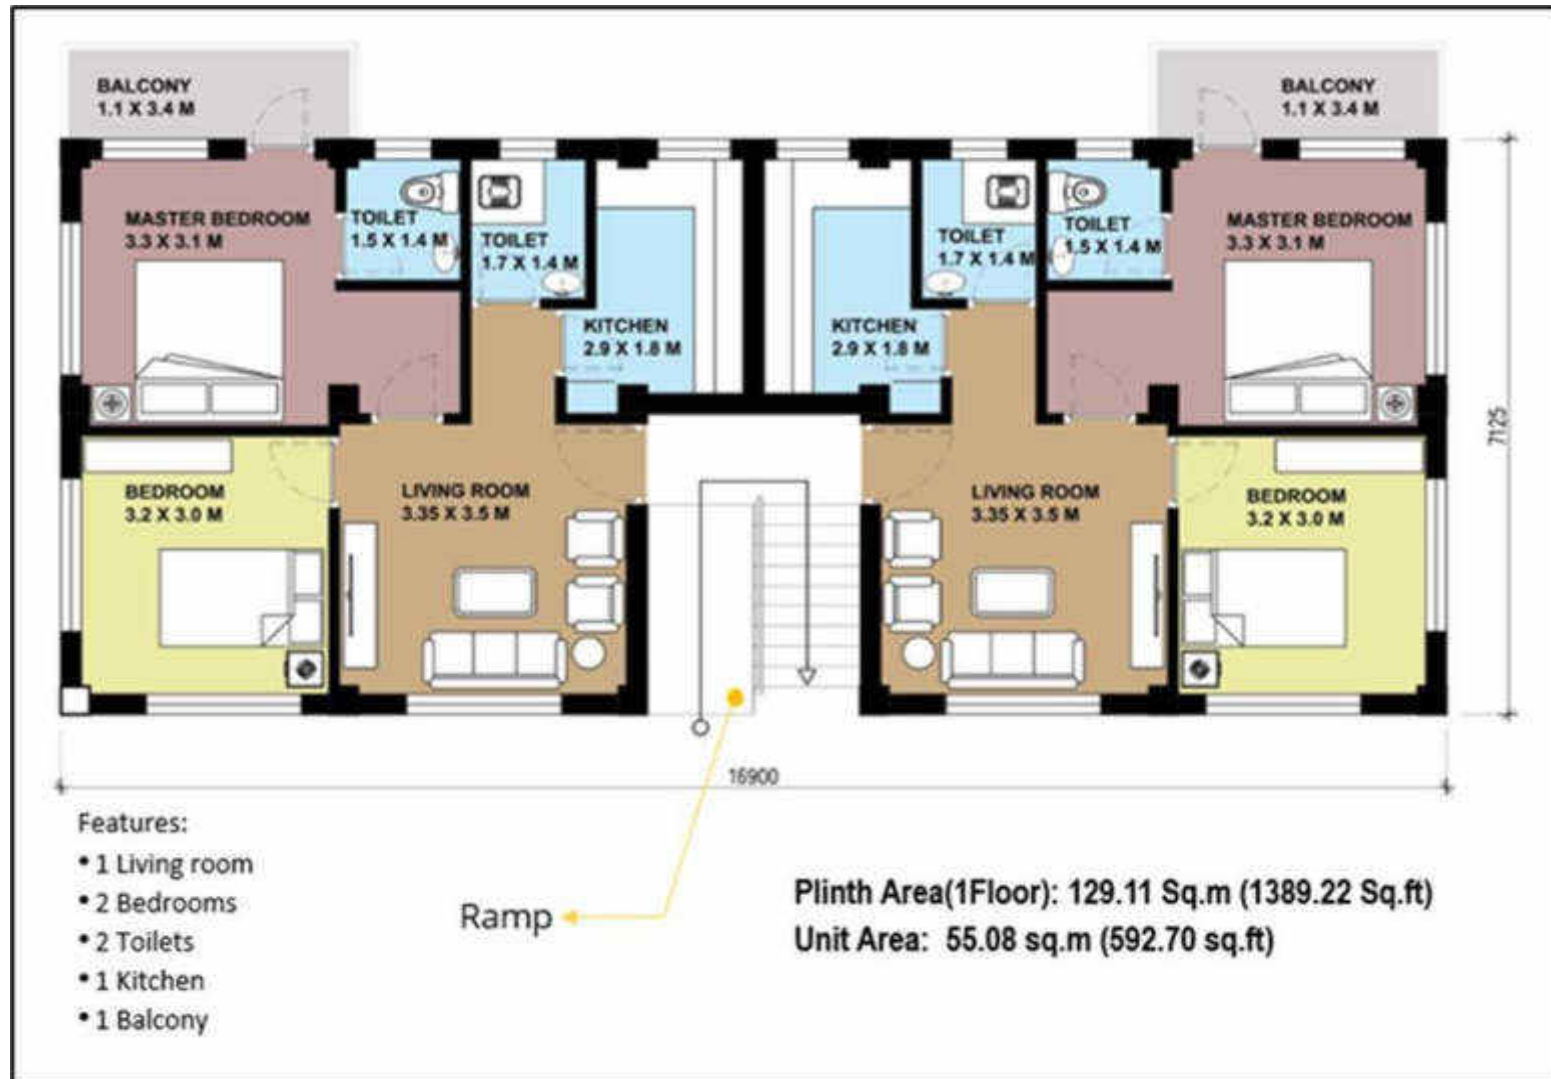 BALCONY
1.1 X 3.4 M
BALCONY
1.1 X 3.4 M
MASTER BEDROOM
3.3 X 3.1 M
TOILET
1.5 X 1.4 M
TOILET
1.7 X 1.4 M
TOILET
1.7 X 1.4 M
TOILET
1.5 X 1.4 M
MASTER BEDROOM
3.3 X 3.1 M
KITCHEN
2.9 X 1.8 M
KITCHEN
2.9 X 1.8 M
BEDROOM
3.2 X 3.0 M
LIVING ROOM
3.35 X 3.5 M
LIVING ROOM
3.35 X 3.5 M
BEDROOM
3.2 X 3.0 M
7125
16900
Features:
• 1 Living room
• 2 Bedrooms
• 2 Toilets
• 1 Kitchen
• 1 Balcony
Ramp
Plinth Area(1Floor): 129.11 Sq.m (1389.22 Sq.ft)
Unit Area: 55.08 sq.m (592.70 sq.ft)